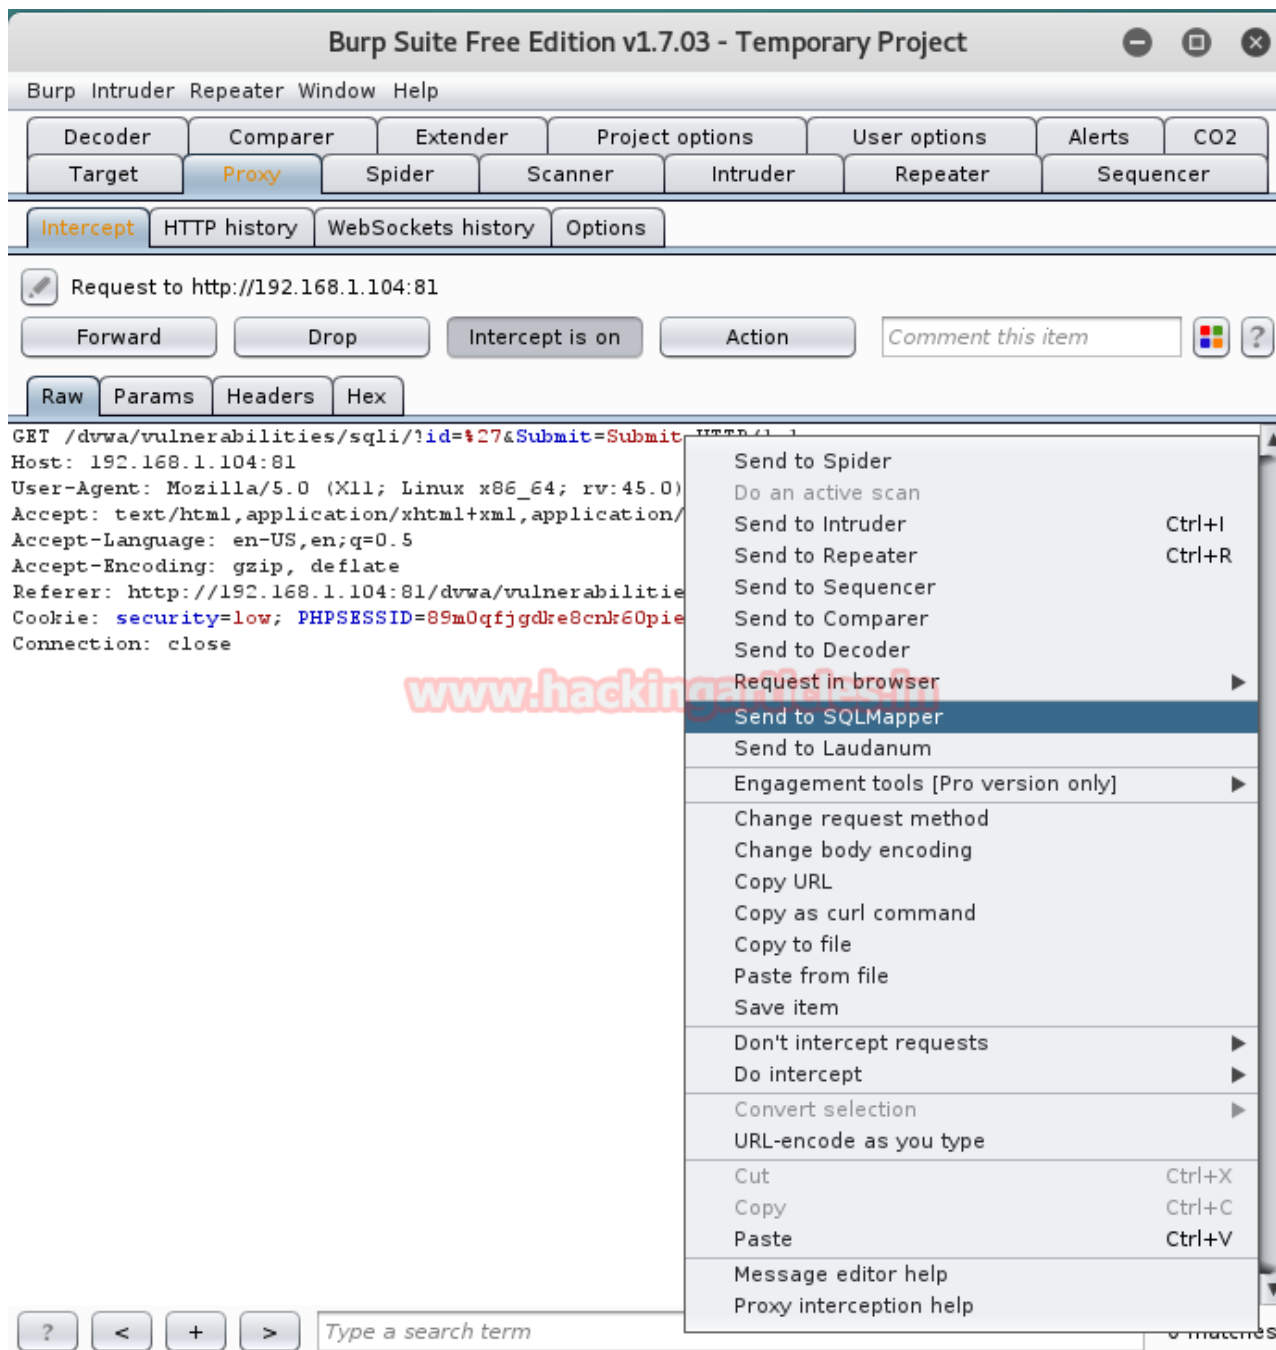 Burp Suite Free Edition v1.7.03 - Temporary Project
Burp Intruder Repeater Window Help
Decoder Comparer Extender Project options User options Alerts CO2
Target Proxy Spider Scanner Intruder Repeater Sequencer
Intercept HTTP history WebSockets history Options
Request to http://192.168.1.104:81
Forward Drop Intercept is on Action Comment this item ?
Raw Params Headers Hex
GET /dvwa/vulnerabilities/sqli/?id=%27&Submit=Submit HTTP/1.1
Host: 192.168.1.104:81
User-Agent: Mozilla/5.0 (X11; Linux x86_64; rv:45.0)
Accept: text/html,application/xhtml+xml,application/
Accept-Language: en-US,en;q=0.5
Accept-Encoding: gzip, deflate
Referer: http://192.168.1.104:81/dvwa/vulnerabilitie
Cookie: security=low; PHPSESSID=89m0qfjgdke8cnk60pie
Connection: close
www.hackingarticles.in
Send to Spider
Do an active scan
Send to Intruder Ctrl+I
Send to Repeater Ctrl+R
Send to Sequencer
Send to Comparer
Send to Decoder
Request in browser
Send to SQLMapper
Send to Laudanum
Engagement tools [Pro version only]
Change request method
Change body encoding
Copy URL
Copy as curl command
Copy to file
Paste from file
Save item
Don't intercept requests
Do intercept
Convert selection
URL-encode as you type
Cut Ctrl+X
Copy Ctrl+C
Paste Ctrl+V
Message editor help
Proxy interception help
? < + > Type a search term 0 matches